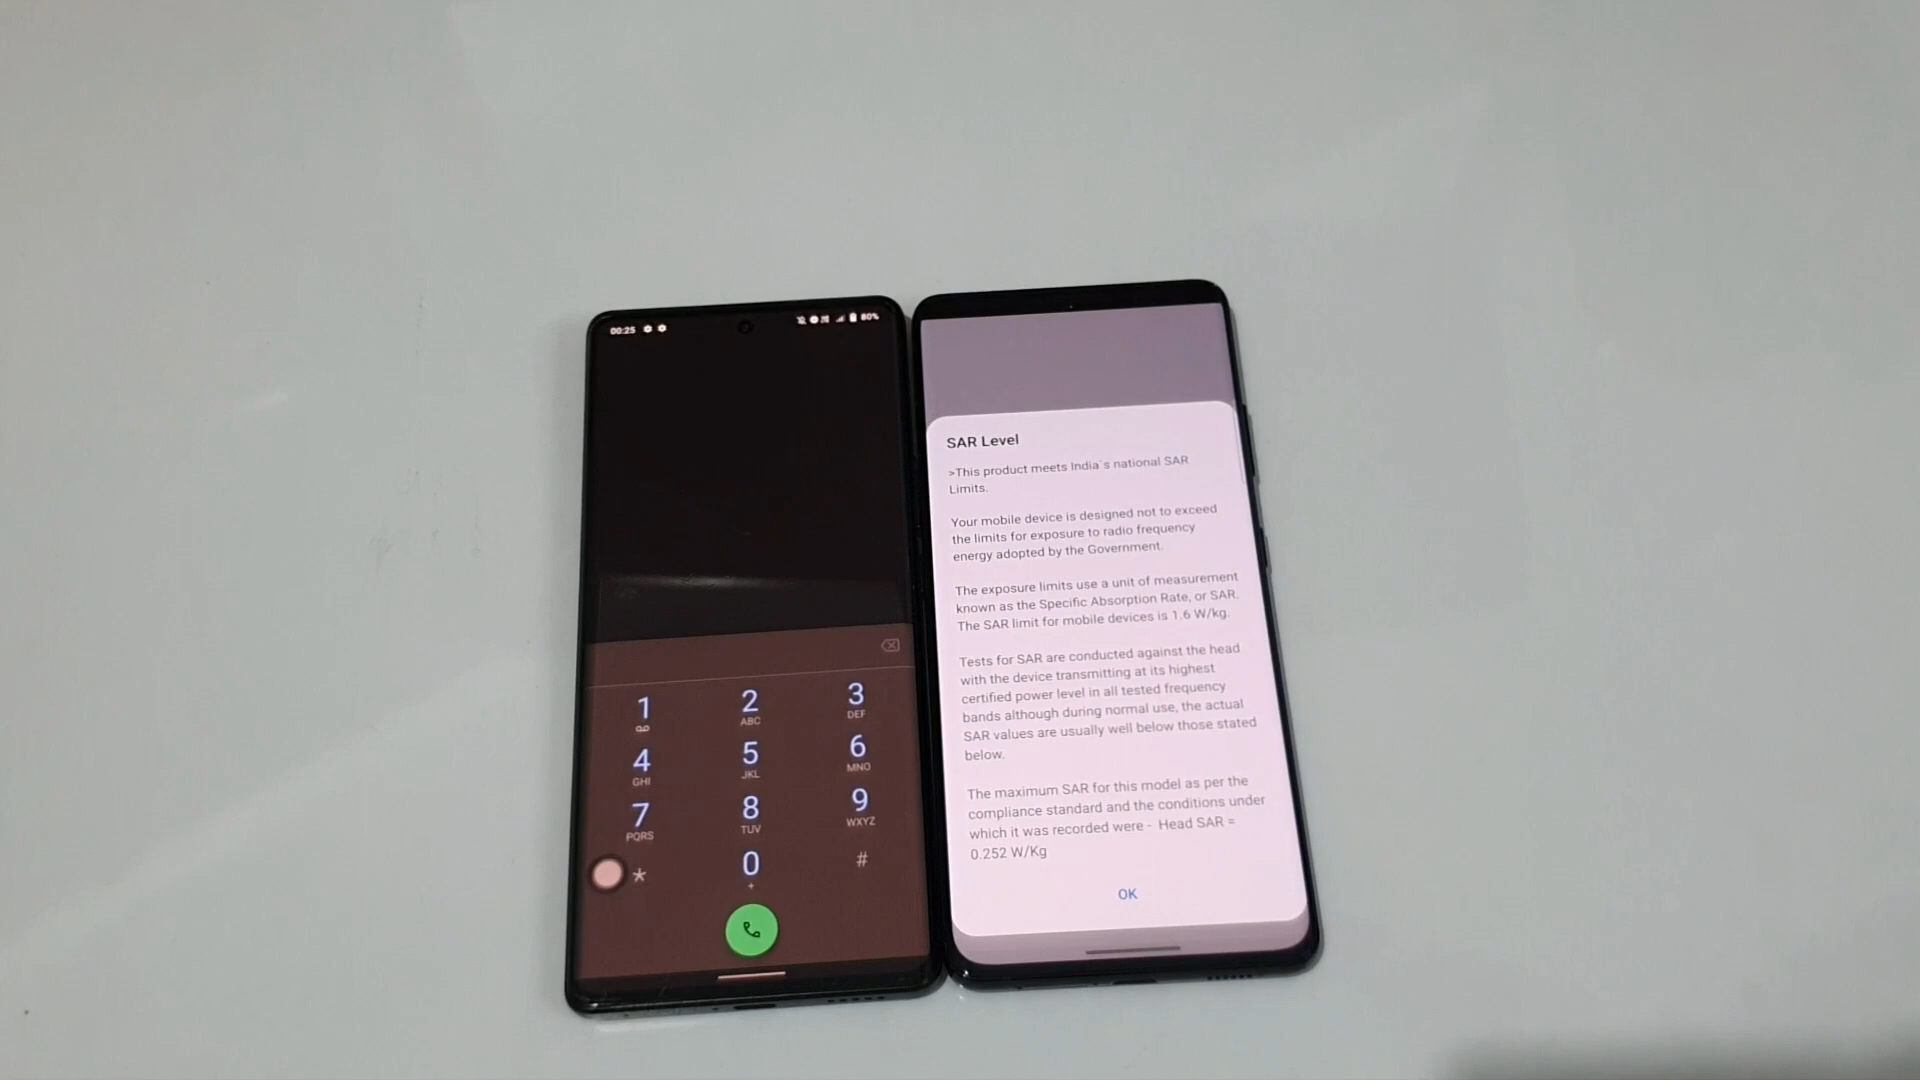 00:25
80%
1
2
ABC
3
DEF
4
GHI
5
JKL
6
MNO
7
PQRS
8
TUV
9
WXYZ
*
0
+
#
SAR Level
>This product meets India's national SAR
Limits.
Your mobile device is designed not to exceed
the limits for exposure to radio frequency
energy adopted by the Government.
The exposure limits use a unit of measurement
known as the Specific Absorption Rate, or SAR.
The SAR limit for mobile devices is 1.6 W/kg.
Tests for SAR are conducted against the head
with the device transmitting at its highest
certified power level in all tested frequency
bands although during normal use, the actual
SAR values are usually well below those stated
below.
The maximum SAR for this model as per the
compliance standard and the conditions under
which it was recorded were - Head SAR =
0.252 W/Kg
OK